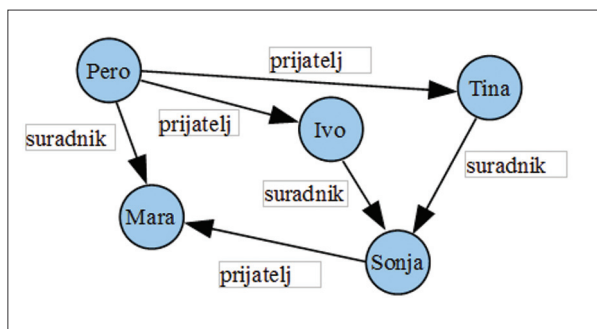 prijatelj
Pero
Tina
prijatelj
Ivo
suradnik
suradnik
suradnik
Mara
Sonja
prijatelj